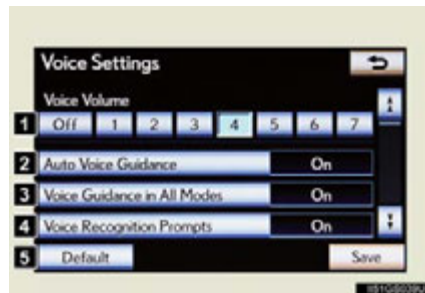 Voice Settings
Voice Volume
1 Off 1 2 3 4 5 6 7
2 Auto Voice Guidance On
3 Voice Guidance in All Modes On
4 Voice Recognition Prompts On
5 Default Save
IIS1GS039U